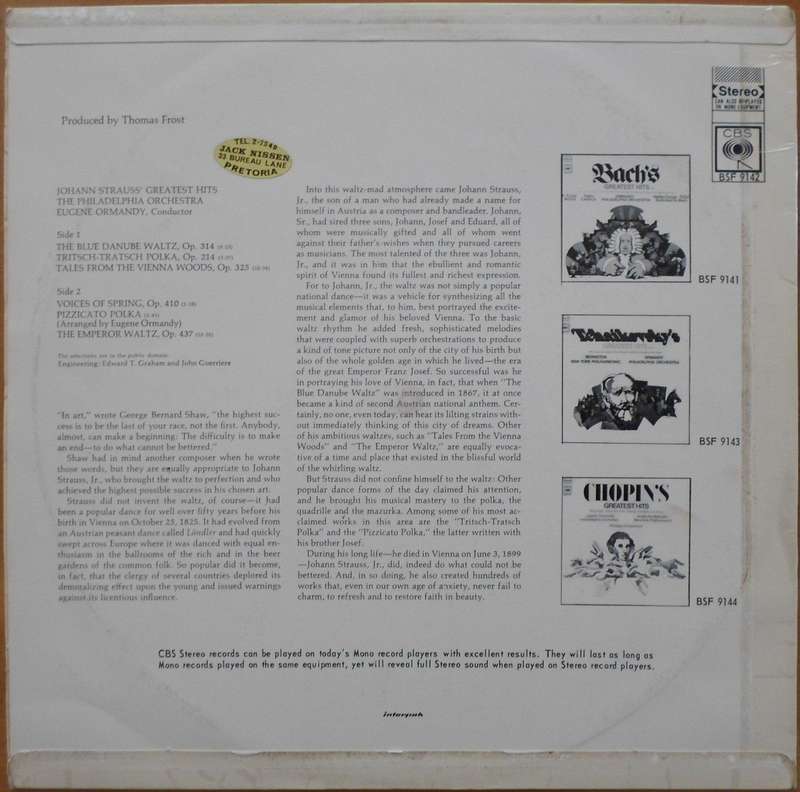 Produced by Thomas Frost
TEL. 2-7549
JACK NISSEN
33 BUREAU LANE
PRETORIA
JOHANN STRAUSS' GREATEST HITS
THE PHILADELPHIA ORCHESTRA
EUGENE ORMANDY, Conductor
Side 1
THE BLUE DANUBE WALTZ, Op. 314
TRITSCH-TRATSCH POLKA, Op. 214
TALES FROM THE VIENNA WOODS, Op. 325
Side 2
VOICES OF SPRING, Op. 410
PIZZICATO POLKA
(Arranged by Eugene Ormandy)
THE EMPEROR WALTZ, Op. 437
The selections are in the public domain.
Engineering: Edward T. Graham and John Guerriere
"In art," wrote George Bernard Shaw, "the highest suc-
cess is to be the last of your race, not the first. Anybody,
almost, can make a beginning: The difficulty is to make
an end—to do what cannot be bettered."
Shaw had in mind another composer when he wrote
those words, but they are equally appropriate to Johann
Strauss, Jr., who brought the waltz to perfection and who
achieved the highest possible success in his chosen art.
Strauss did not invent the waltz, of course—it had
been a popular dance for well over fifty years before his
birth in Vienna on October 25, 1825. It had evolved from
an Austrian peasant dance called Ländler and had quickly
swept across Europe where it was danced with equal en-
thusiasm in the ballrooms of the rich and in the beer
gardens of the common folk. So popular did it become,
in fact, that the clergy of several countries deplored its
demoralizing effect upon the young and issued warnings
against its licentious influence.
Into this waltz-mad atmosphere came Johann Strauss,
Jr., the son of a man who had already made a name for
himself in Austria as a composer and bandleader. Johann,
Sr., had sired three sons, Johann, Josef and Eduard, all of
whom were musically gifted and all of whom went
against their father's wishes when they pursued careers
as musicians. The most talented of the three was Johann,
Jr., and it was in him that the ebullient and romantic
spirit of Vienna found its fullest and richest expression.
For to Johann, Jr., the waltz was not simply a popular
national dance—it was a vehicle for synthesizing all the
musical elements that, to him, best portrayed the excite-
ment and glamor of his beloved Vienna. To the basic
waltz rhythm he added fresh, sophisticated melodies
that were coupled with superb orchestrations to produce
a kind of tone picture not only of the city of his birth but
also of the whole golden age in which he lived—the era
of the great Emperor Franz Josef. So successful was he
in portraying his love of Vienna, in fact, that when "The
Blue Danube Waltz" was introduced in 1867, it at once
became a kind of second Austrian national anthem. Cer-
tainly, no one, even today, can hear its lilting strains with-
out immediately thinking of this city of dreams. Other
of his ambitious waltzes, such as "Tales From the Vienna
Woods" and "The Emperor Waltz," are equally evoca-
tive of a time and place that existed in the blissful world
of the whirling waltz.
But Strauss did not confine himself to the waltz: Other
popular dance forms of the day claimed his attention,
and he brought his musical mastery to the polka, the
quadrille and the mazurka. Among some of his most ac-
claimed works in this area are the "Tritsch-Tratsch
Polka" and the "Pizzicato Polka," the latter written with
his brother Josef.
During his long life—he died in Vienna on June 3, 1899
—Johann Strauss, Jr., did, indeed do what could not be
bettered. And, in so doing, he also created hundreds of
works that, even in our own age of anxiety, never fail to
charm, to refresh and to restore faith in beauty.
Stereo
CAN ALSO BE PLAYED
ON MONO EQUIPMENT
CBS
BSF 9142
Bach's
GREATEST HITS
BSF 9141
Tchaikovsky's
BERNSTEIN
NEW YORK PHILHARMONIC
ORMANDY
PHILADELPHIA ORCHESTRA
BSF 9143
CHOPIN'S
GREATEST HITS
BSF 9144
CBS Stereo records can be played on today's Mono record players with excellent results. They will last as long as
Mono records played on the same equipment, yet will reveal full Stereo sound when played on Stereo record players.
interpak